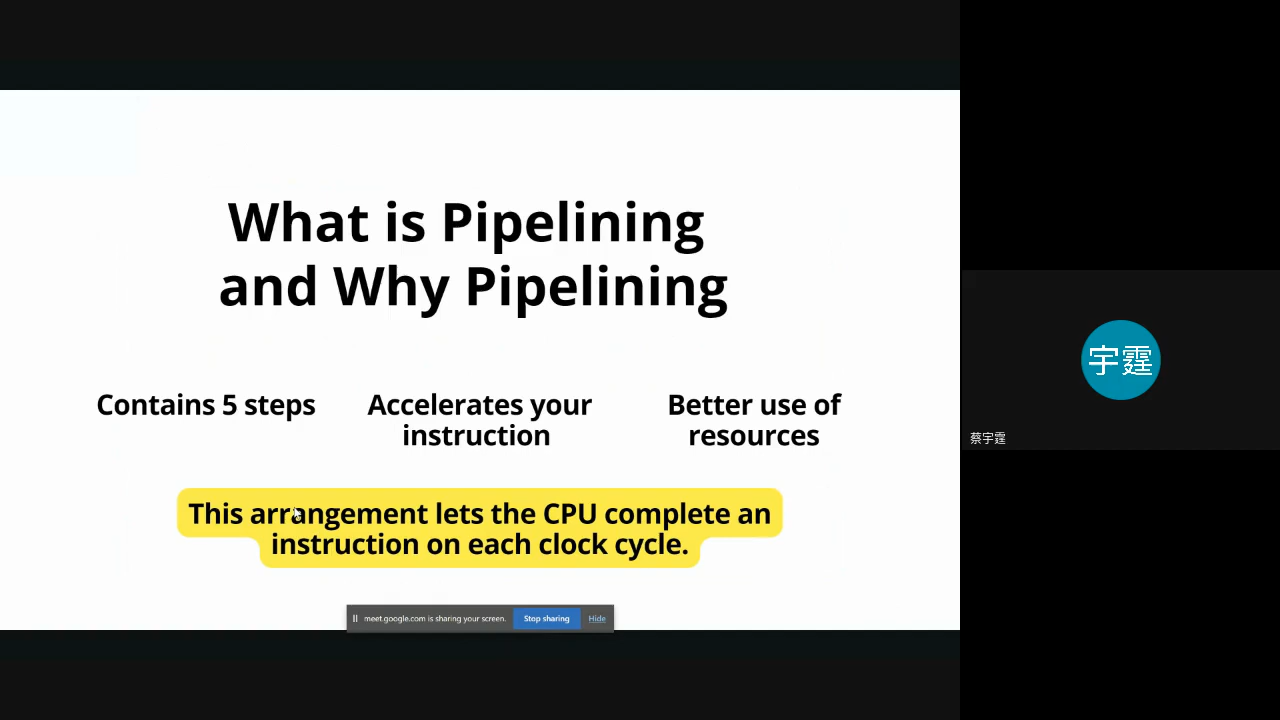 What is Pipelining
and Why Pipelining
Contains 5 steps
Accelerates your
instruction
Better use of
resources
This arrangement lets the CPU complete an
instruction on each clock cycle.
meet.google.com is sharing your screen.
Stop sharing
Hide
宇霆
蔡宇霆